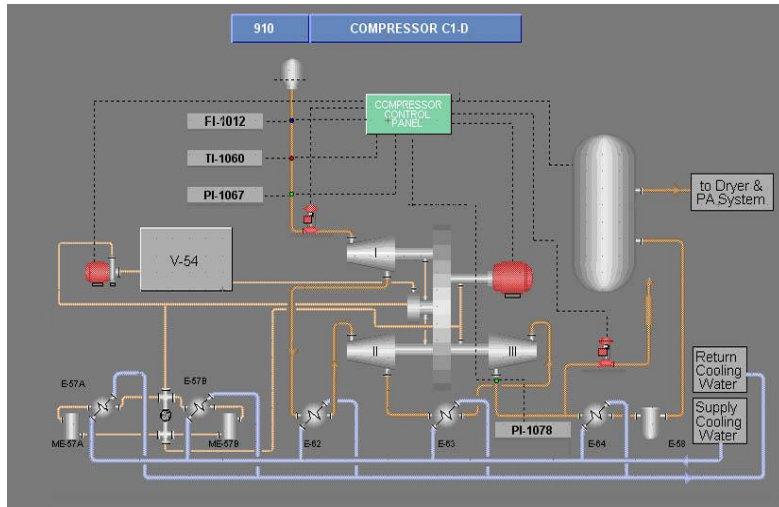 910
COMPRESSOR C1-D
COMPRESSOR
CONTROL
PANEL
FI-1012
TI-1060
PI-1067
to Dryer &
PA System
V-54
I
II
III
Return
Cooling
Water
Supply
Cooling
Water
E-57A
E-57B
ME-57A
ME-57B
E-62
E-63
PI-1078
E-64
E-58